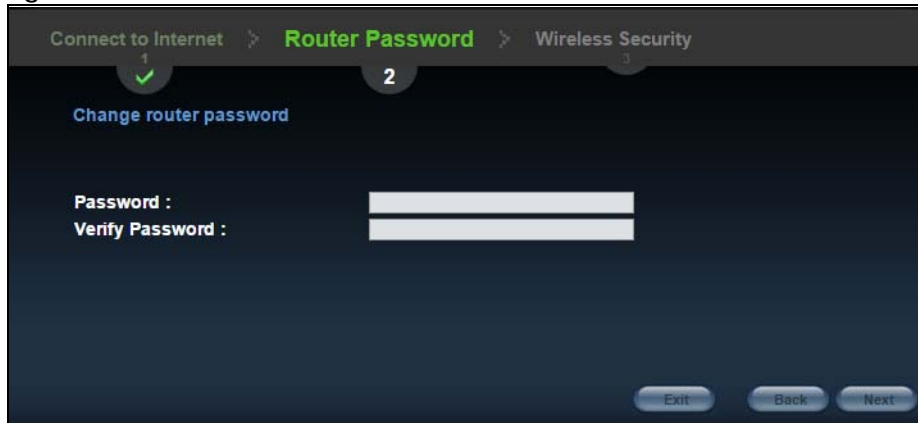 Connect to Internet > Router Password > Wireless Security
1 2 3
Change router password
Password :
Verify Password :
Exit Back Next